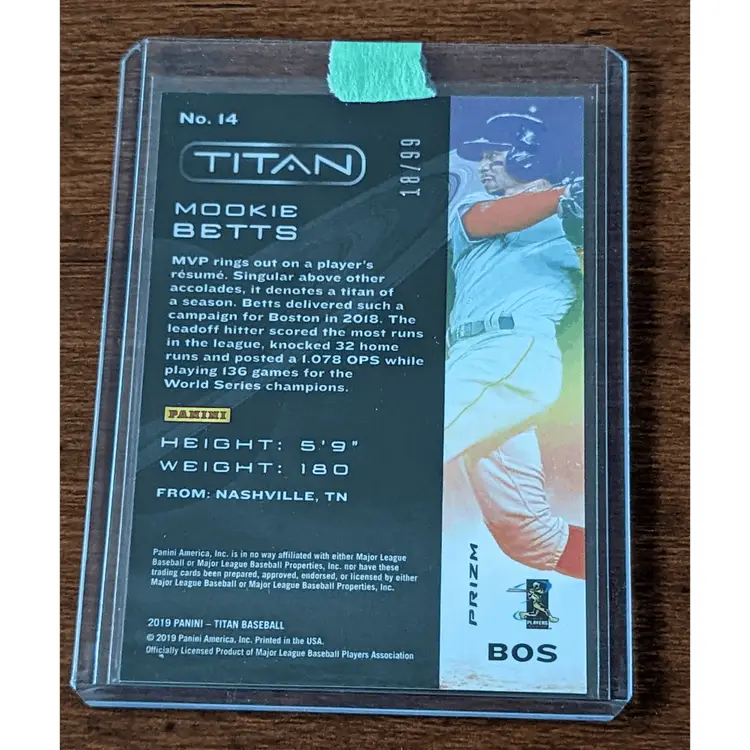 No. 14
TITAN
18/99
MOOKIE
BETTS
MVP rings out on a player's
résumé. Singular above other
accolades, it denotes a titan of
a season. Betts delivered such a
campaign for Boston in 2018. The
leadoff hitter scored the most runs
in the league, knocked 32 home
runs and posted a 1.078 OPS while
playing 136 games for the
World Series champions.
PANINI
HEIGHT: 5'9"
WEIGHT: 180
FROM: NASHVILLE, TN
Panini America, Inc. is in no way affiliated with either Major League
Baseball or Major League Baseball Properties, Inc. nor have these
trading cards been prepared, approved, endorsed, or licensed by either
Major League Baseball or Major League Baseball Properties, Inc.
2019 PANINI – TITAN BASEBALL
© 2019 Panini America, Inc. Printed in the USA.
Officially Licensed Product of Major League Baseball Players Association
PRIZM
PLAYERS
BOS